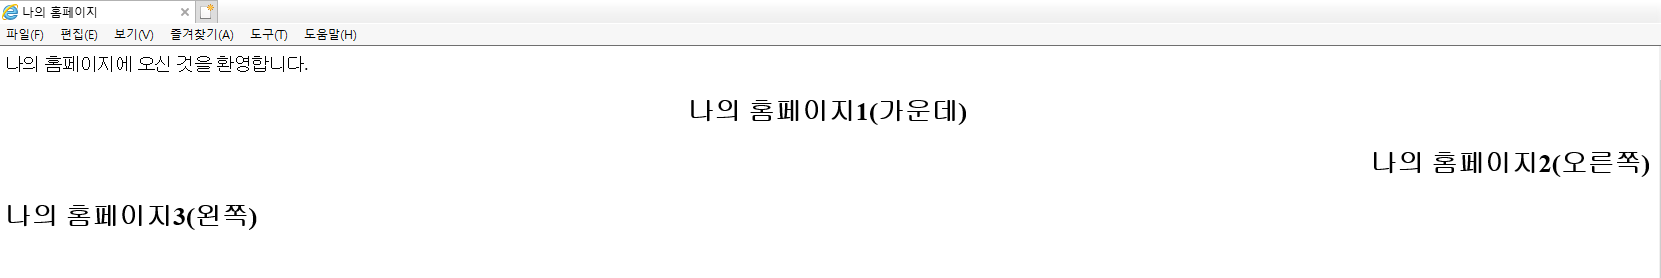 나의 홈페이지
파일(F) 편집(E) 보기(V) 즐겨찾기(A) 도구(T) 도움말(H)
나의 홈페이지에 오신 것을 환영합니다.
나의 홈페이지1(가운데)
나의 홈페이지2(오른쪽)
나의 홈페이지3(왼쪽)